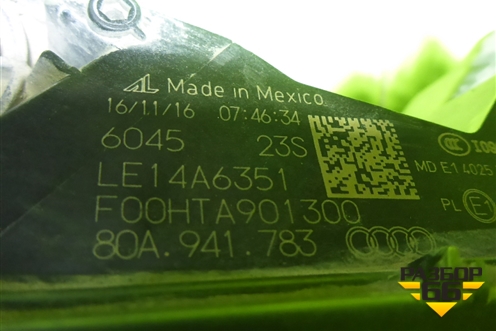 Made in Mexico
16/11/16 07:46:34
6045 23S
LE14A6351
F00HTA901300
80A.941.783
MD E1 4025
PL E1
РАЗБОР
66